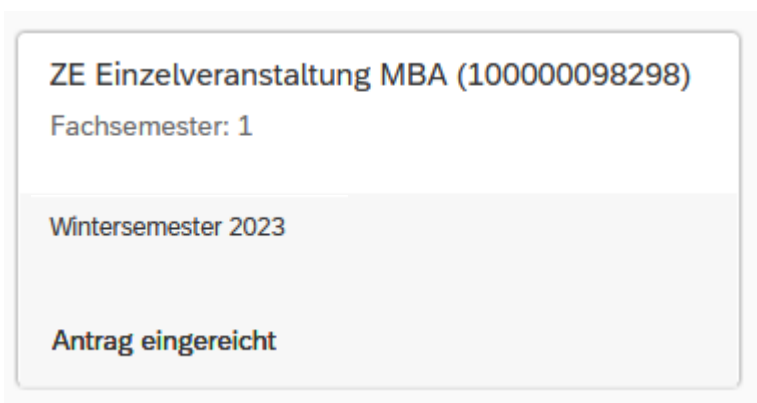 ZE Einzelveranstaltung MBA (100000098298)
Fachsemester: 1
Wintersemester 2023
Antrag eingereicht